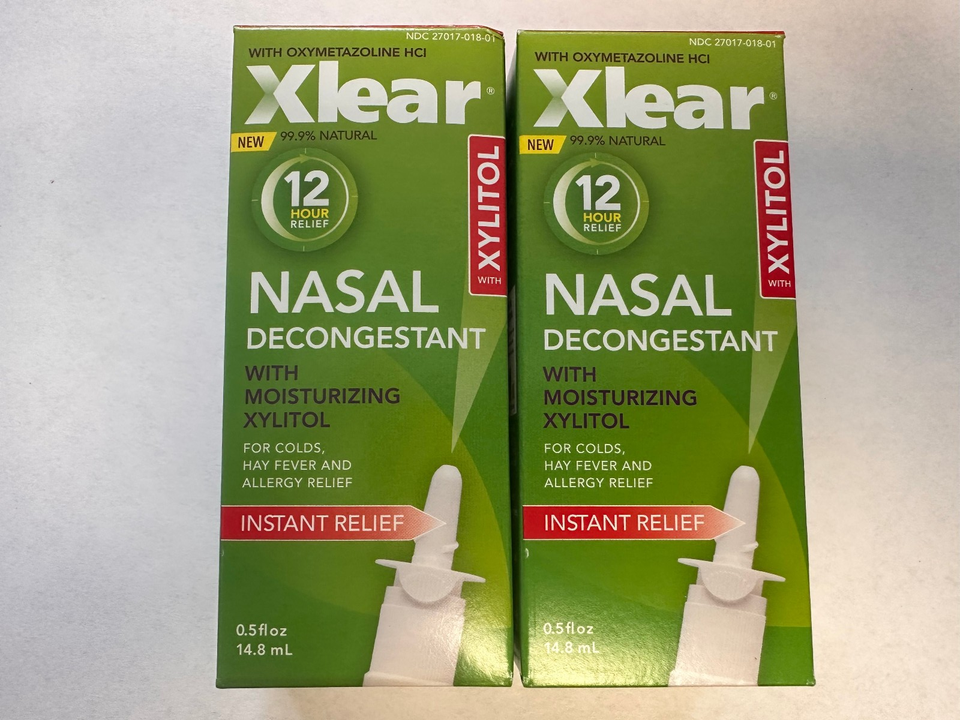 NDC 27017-018-01
WITH OXYMETAZOLINE HCl
Xlear®
NEW 99.9% NATURAL
12
HOUR
RELIEF
WITH XYLITOL
NASAL
DECONGESTANT
WITH
MOISTURIZING
XYLITOL
FOR COLDS,
HAY FEVER AND
ALLERGY RELIEF
INSTANT RELIEF
0.5 fl oz
14.8 mL
NDC 27017-018-01
WITH OXYMETAZOLINE HCl
Xlear®
NEW 99.9% NATURAL
12
HOUR
RELIEF
WITH XYLITOL
NASAL
DECONGESTANT
WITH
MOISTURIZING
XYLITOL
FOR COLDS,
HAY FEVER AND
ALLERGY RELIEF
INSTANT RELIEF
0.5 fl oz
14.8 mL